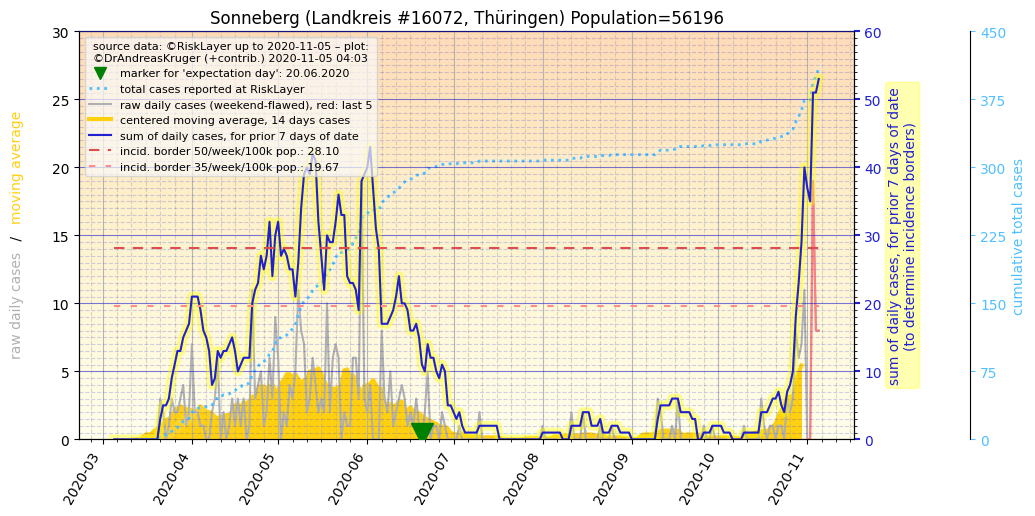 Sonneberg (Landkreis #16072, Thüringen) Population=56196
source data: ©RiskLayer up to 2020-11-05 – plot:
©DrAndreasKruger (+contrib.) 2020-11-05 04:03
marker for 'expectation day': 20.06.2020
total cases reported at RiskLayer
raw daily cases (weekend-flawed), red: last 5
centered moving average, 14 days cases
sum of daily cases, for prior 7 days of date
incid. border 50/week/100k pop.: 28.10
incid. border 35/week/100k pop.: 19.67
raw daily cases / moving average
30
25
20
15
10
5
0
60
50
40
30
20
10
0
sum of daily cases, for prior 7 days of date
(to determine incidence borders)
450
375
300
225
150
75
0
cumulative total cases
2020-03
2020-04
2020-05
2020-06
2020-07
2020-08
2020-09
2020-10
2020-11